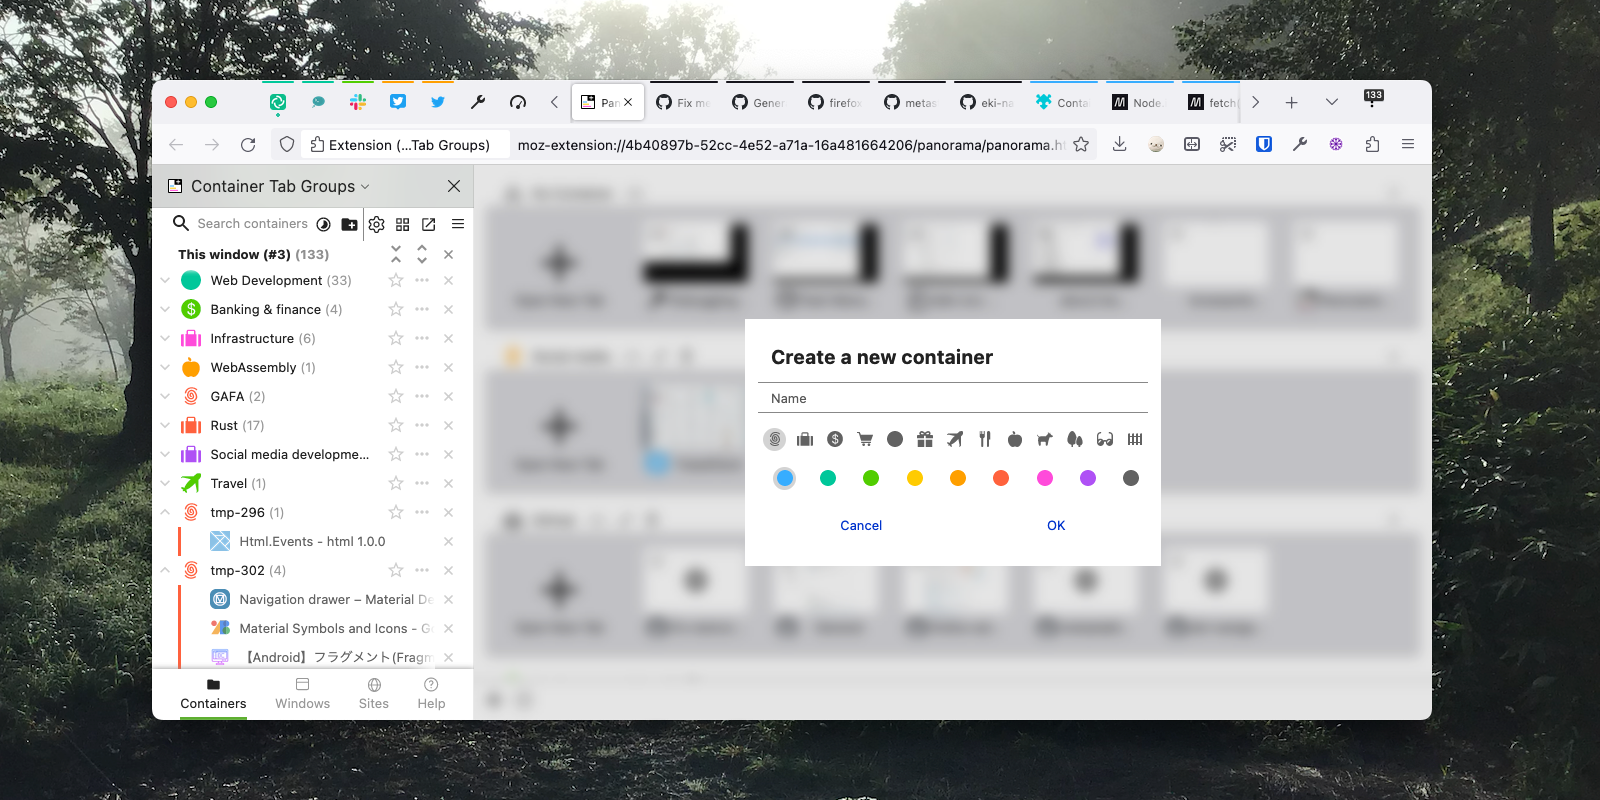 Pan
Fix me
Gener
firefox
metas
eki-na
Conta
Node.
fetch(
133
Extension (...Tab Groups)
moz-extension://4b40897b-52cc-4e52-a71a-16a481664206/panorama/panorama.ht
Container Tab Groups
Search containers
This window (#3) (133)
Web Development (33)
Banking & finance (4)
Infrastructure (6)
WebAssembly (1)
GAFA (2)
Rust (17)
Social media developme...
Travel (1)
tmp-296 (1)
Html.Events - html 1.0.0
tmp-302 (4)
Navigation drawer – Material De
Material Symbols and Icons - Go
【Android】フラグメント(Fragm
Containers
Windows
Sites
Help
Create a new container
Name
Cancel
OK